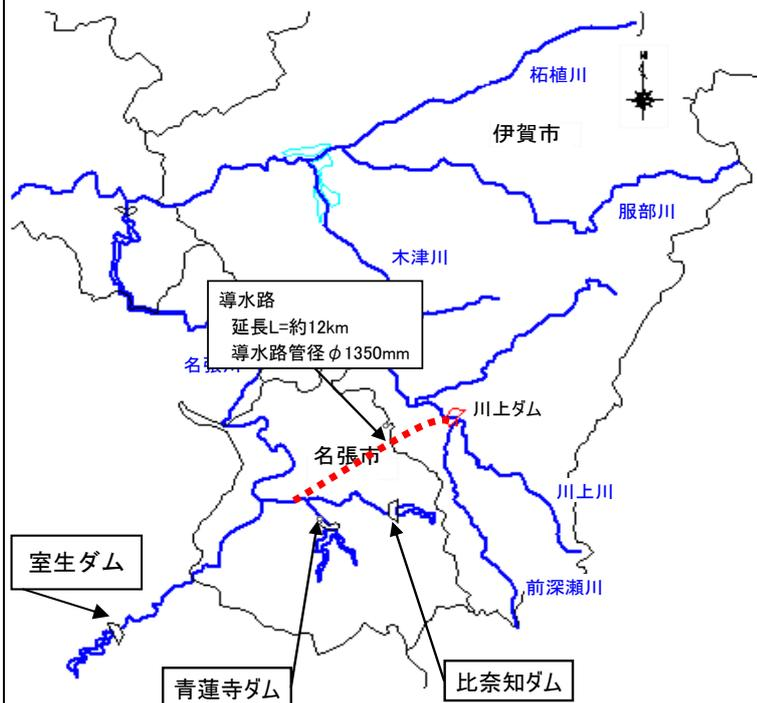 柘植川
N
伊賀市
服部川
木津川
導水路
延長L=約12km
導水路管径φ1350mm
名張川
川上ダム
名張市
川上川
室生ダム
前深瀬川
青蓮寺ダム
比奈知ダム